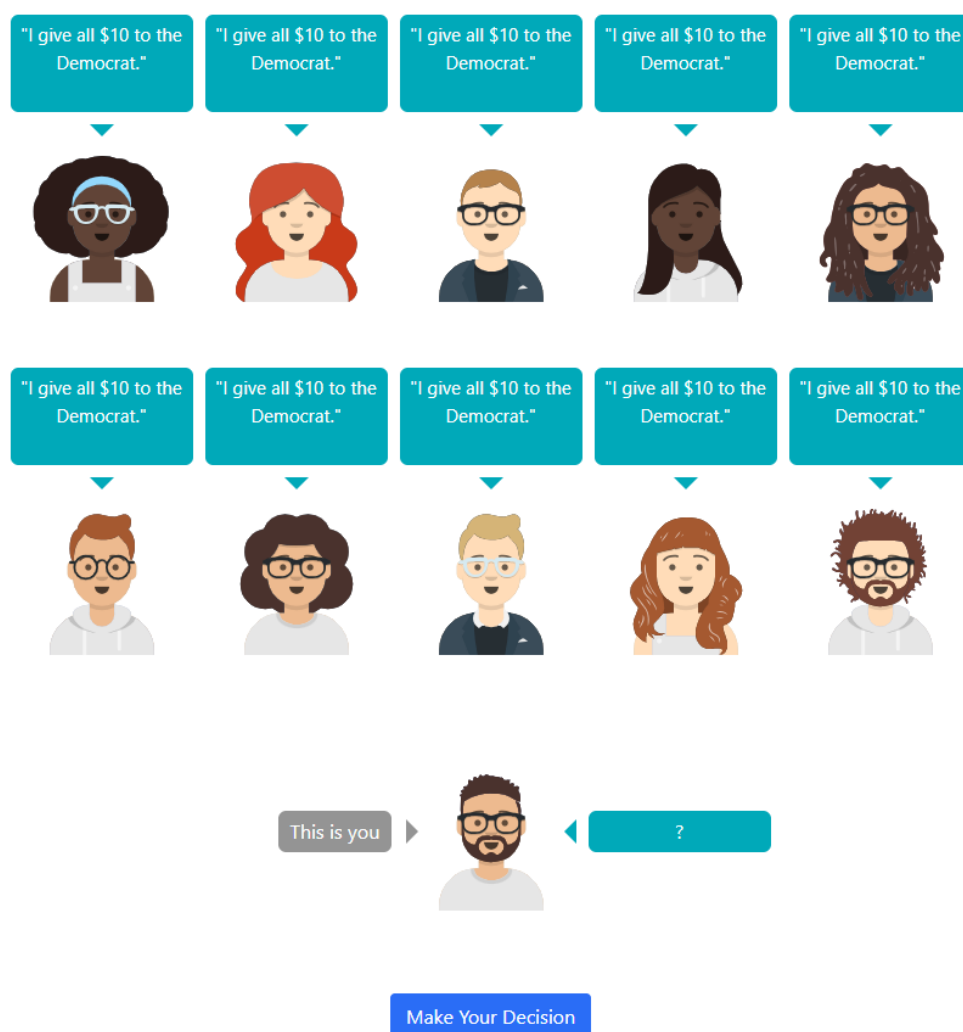 "I give all $10 to the
Democrat."
"I give all $10 to the
Democrat."
"I give all $10 to the
Democrat."
"I give all $10 to the
Democrat."
"I give all $10 to the
Democrat."
"I give all $10 to the
Democrat."
"I give all $10 to the
Democrat."
"I give all $10 to the
Democrat."
"I give all $10 to the
Democrat."
"I give all $10 to the
Democrat."
This is you
?
Make Your Decision